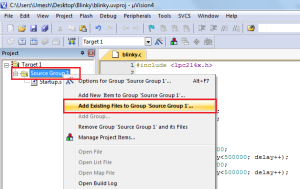 C:\Users\Umesh\Desktop\Blinky\blinky.uvproj - µVision4
File Edit View Project Flash Debug Peripherals Tools SVCS Window Help
Target 1
Project
blinky.c
Target 1
Source Group 1
Startup.s
#include <lpc214x.h>
Options for Group 'Source Group 1'... Alt+F7
Add New Item to Group 'Source Group 1'...
Add Existing Files to Group 'Source Group 1'...
Add Group...
Remove Group 'Source Group 1' and its Files
Manage Project Items...
Open File
Open List File
Open Map File
Open Build Log
<500000; delay++);
<500000; delay++);